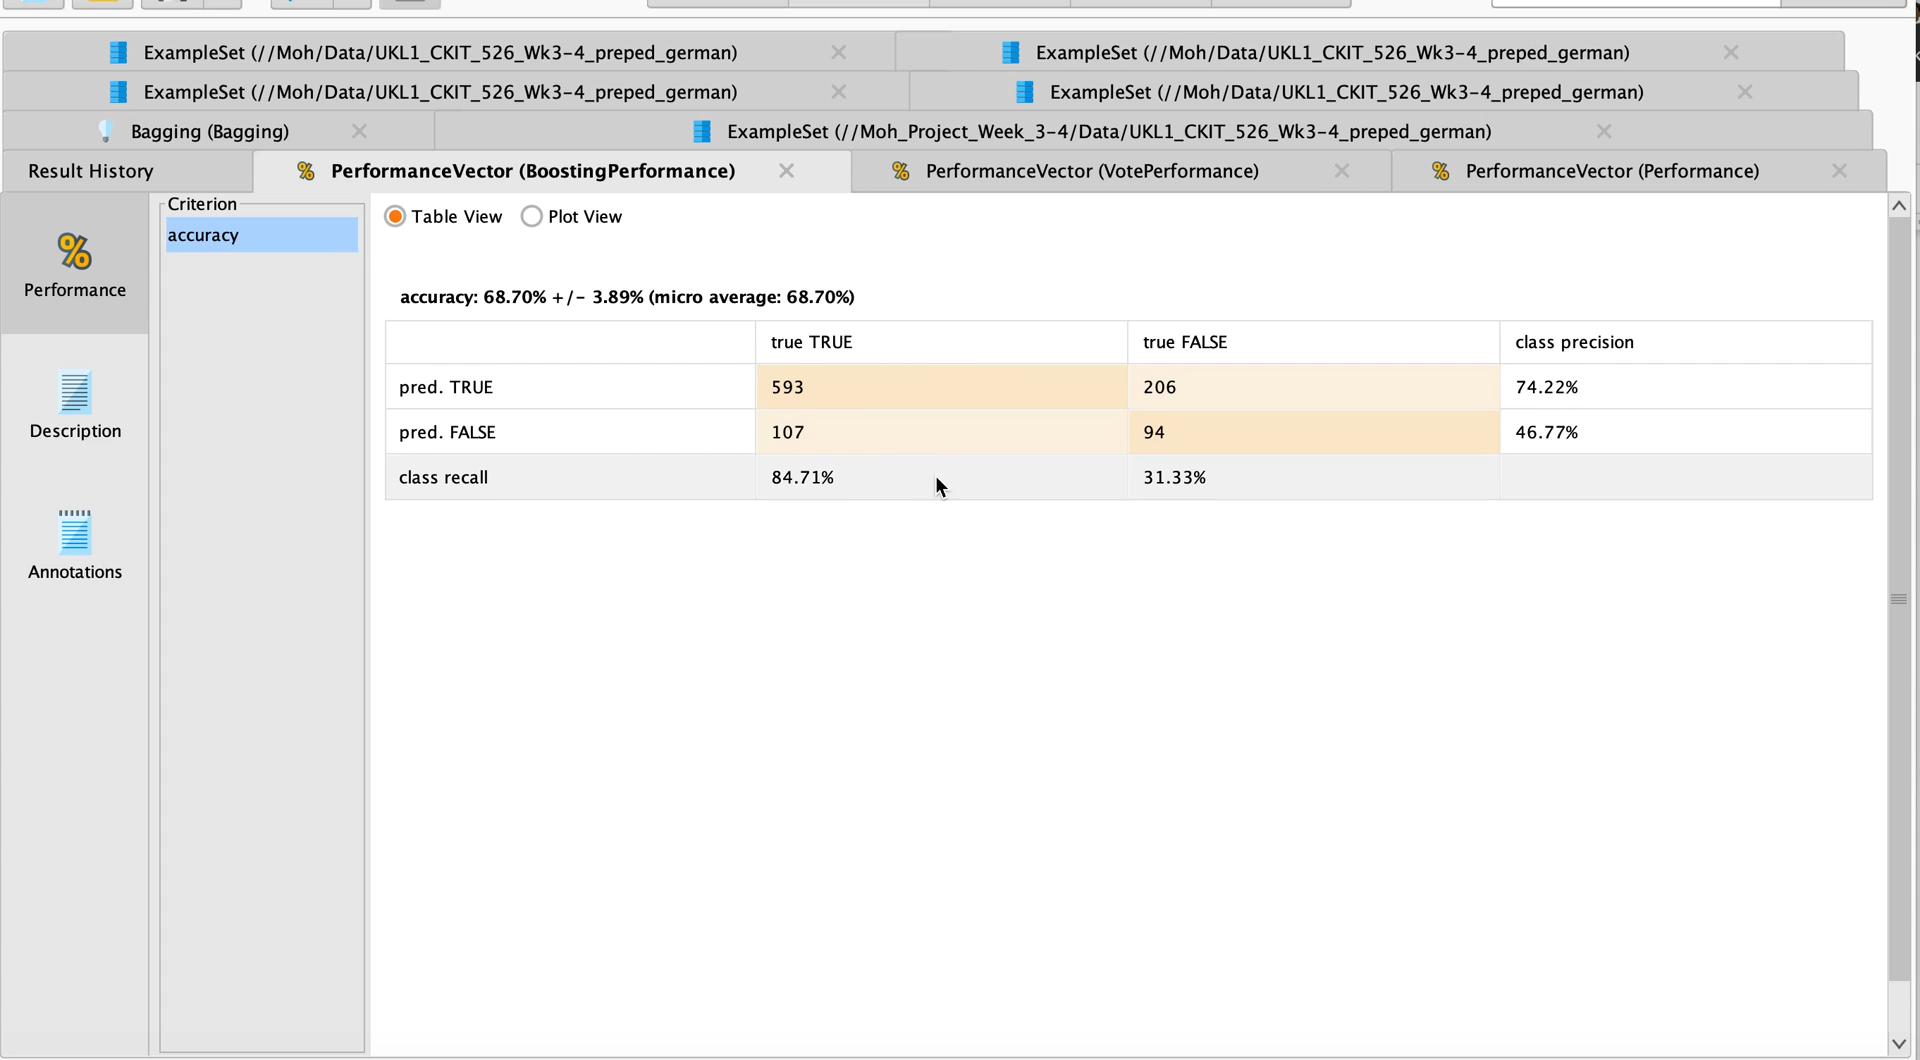 ExampleSet (//Moh/Data/UKL1_CKIT_526_Wk3-4_preped_german)
ExampleSet (//Moh/Data/UKL1_CKIT_526_Wk3-4_preped_german)
ExampleSet (//Moh/Data/UKL1_CKIT_526_Wk3-4_preped_german)
ExampleSet (//Moh/Data/UKL1_CKIT_526_Wk3-4_preped_german)
Bagging (Bagging)
ExampleSet (//Moh_Project_Week_3-4/Data/UKL1_CKIT_526_Wk3-4_preped_german)
Result History
% PerformanceVector (BoostingPerformance)
% PerformanceVector (VotePerformance)
% PerformanceVector (Performance)
%
Performance
Description
Annotations
Criterion
accuracy
Table View
Plot View
accuracy: 68.70% +/- 3.89% (micro average: 68.70%)
true TRUE true FALSE class precision
pred. TRUE 593 206 74.22%
pred. FALSE 107 94 46.77%
class recall 84.71% 31.33%